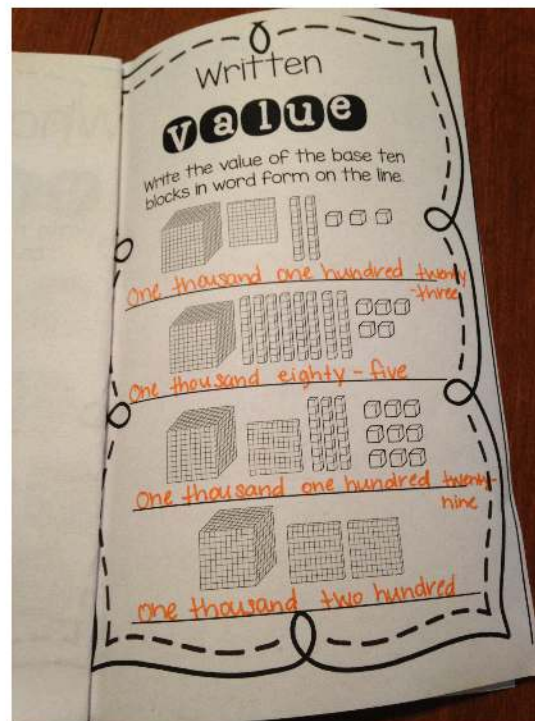 Written
value
Write the value of the base ten
blocks in word form on the line.
One thousand one hundred twenty
-three
One thousand eighty-five
One thousand one hundred twenty-
nine
One thousand two hundred